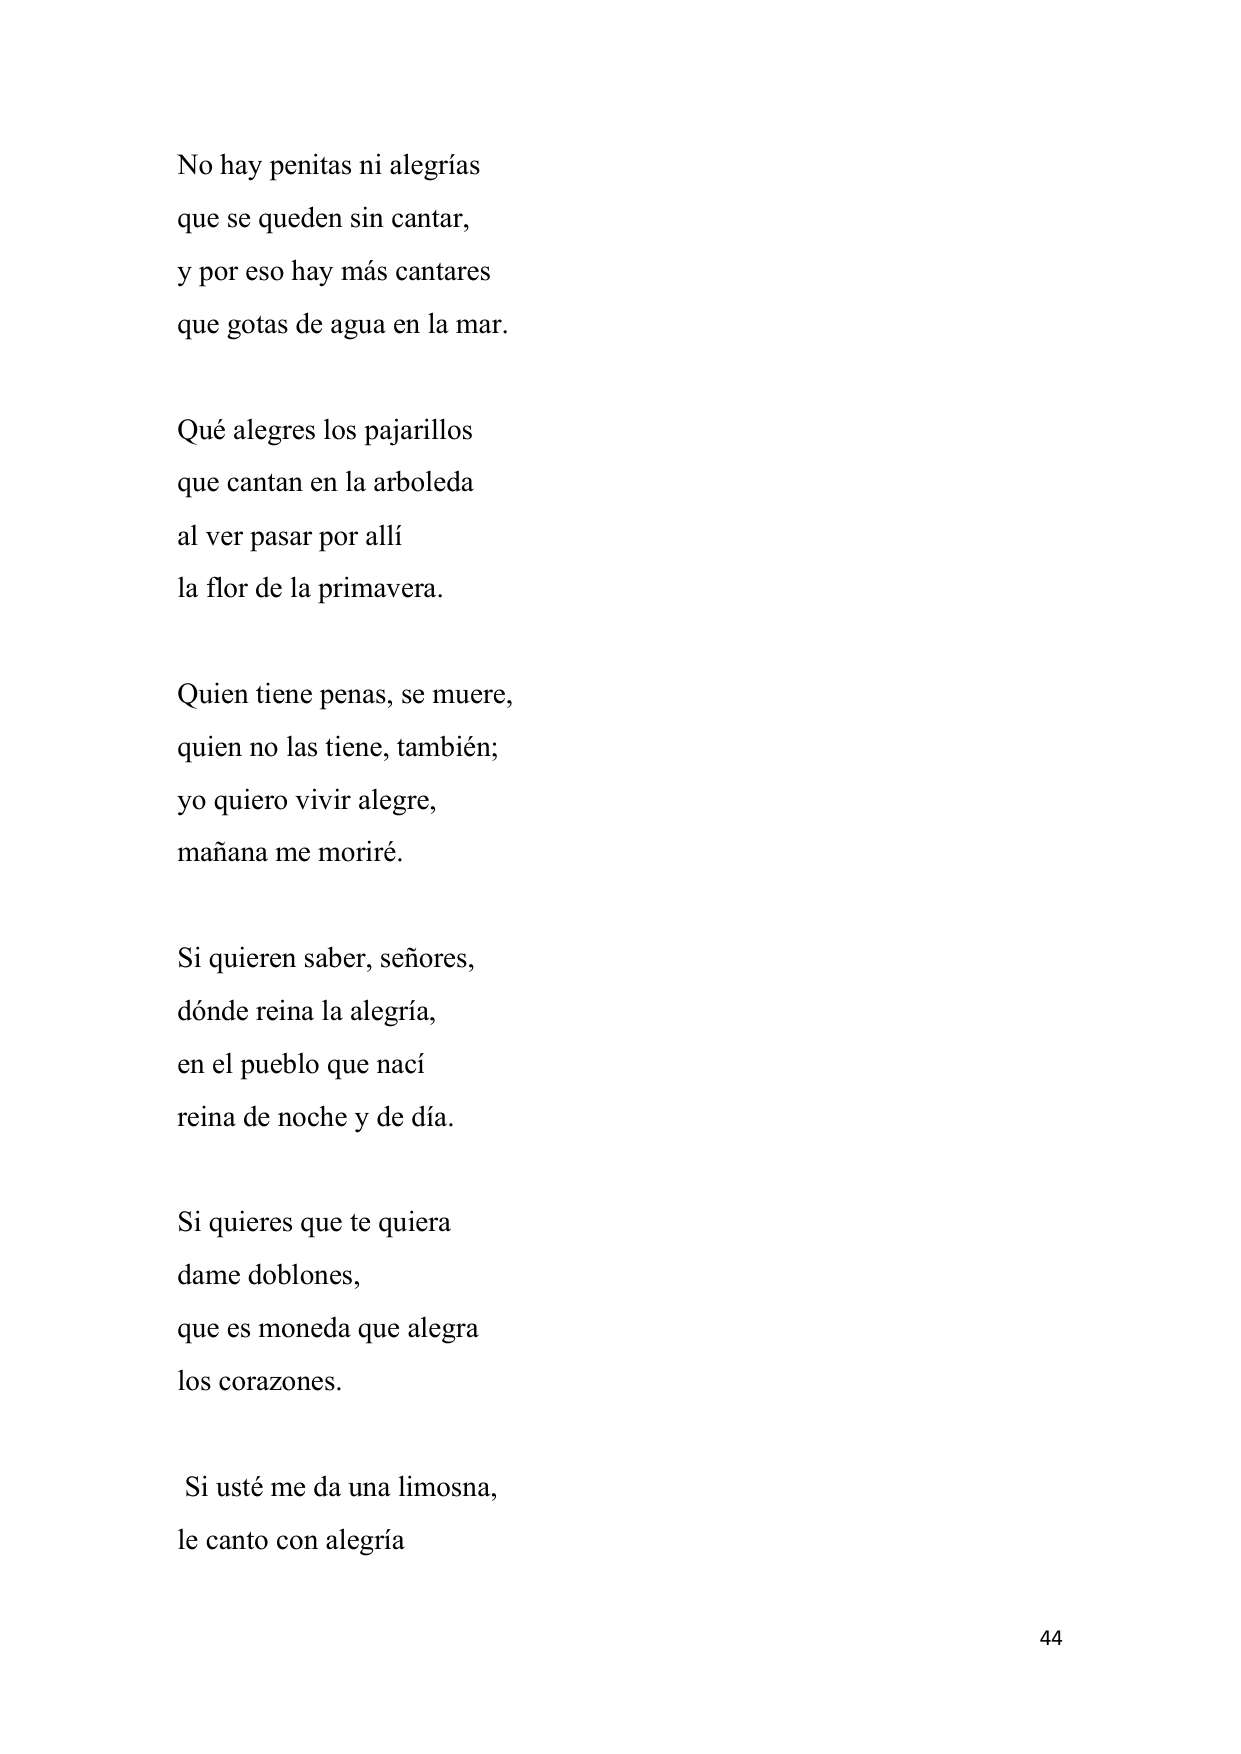 No hay penitas ni alegrías
que se queden sin cantar,
y por eso hay más cantares
que gotas de agua en la mar.
Qué alegres los pajarillos
que cantan en la arboleda
al ver pasar por allí
la flor de la primavera.
Quien tiene penas, se muere,
quien no las tiene, también;
yo quiero vivir alegre,
mañana me moriré.
Si quieren saber, señores,
dónde reina la alegría,
en el pueblo que nací
reina de noche y de día.
Si quieres que te quiera
dame doblones,
que es moneda que alegra
los corazones.
Si usté me da una limosna,
le canto con alegría
44